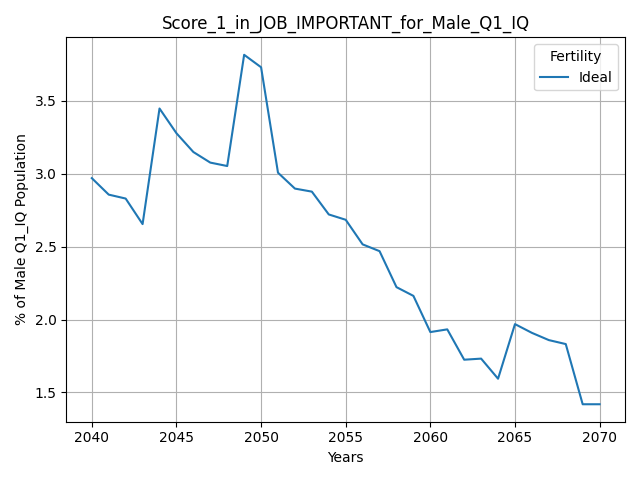 Score_1_in_JOB_IMPORTANT_for_Male_Q1_IQ
Fertility
Ideal
% of Male Q1_IQ Population
3.5
3.0
2.5
2.0
1.5
2040 2045 2050 2055 2060 2065 2070
Years